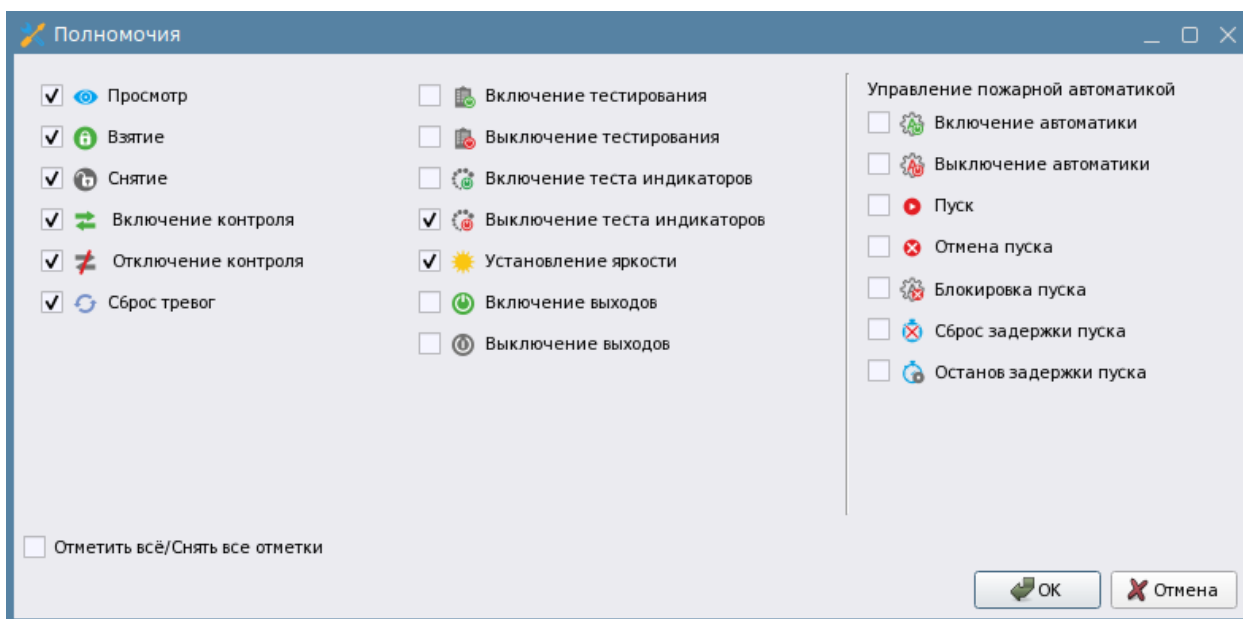 Полномочия
Просмотр
Взятие
Снятие
Включение контроля
Отключение контроля
Сброс тревог
Включение тестирования
Выключение тестирования
Включение теста индикаторов
Выключение теста индикаторов
Установление яркости
Включение выходов
Выключение выходов
Управление пожарной автоматикой
Включение автоматики
Выключение автоматики
Пуск
Отмена пуска
Блокировка пуска
Сброс задержки пуска
Останов задержки пуска
Отметить всё/Снять все отметки
ОК
Отмена